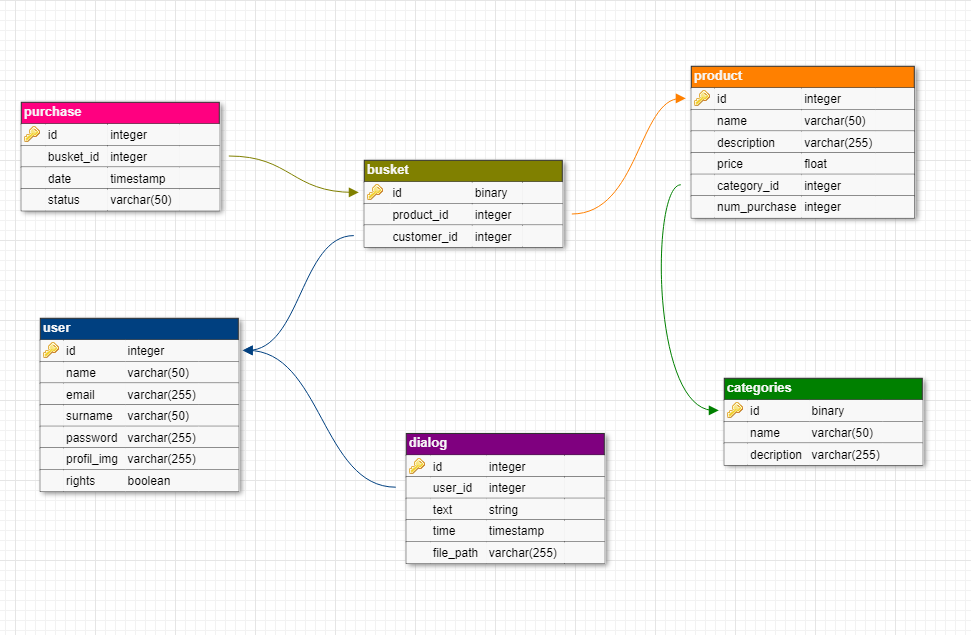 purchase
id integer
busket_id integer
date timestamp
status varchar(50)
busket
id binary
product_id integer
customer_id integer
product
id integer
name varchar(50)
description varchar(255)
price float
category_id integer
num_purchase integer
user
id integer
name varchar(50)
email varchar(255)
surname varchar(50)
password varchar(255)
profil_img varchar(255)
rights boolean
dialog
id integer
user_id integer
text string
time timestamp
file_path varchar(255)
categories
id binary
name varchar(50)
decription varchar(255)